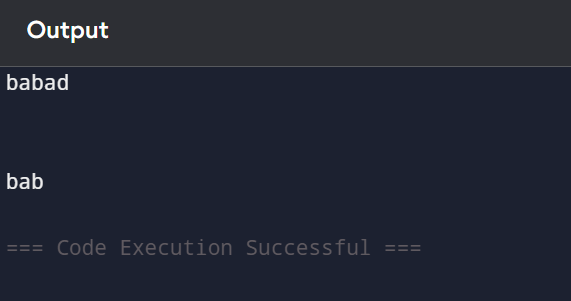 Output
babad
bab
=== Code Execution Successful ===